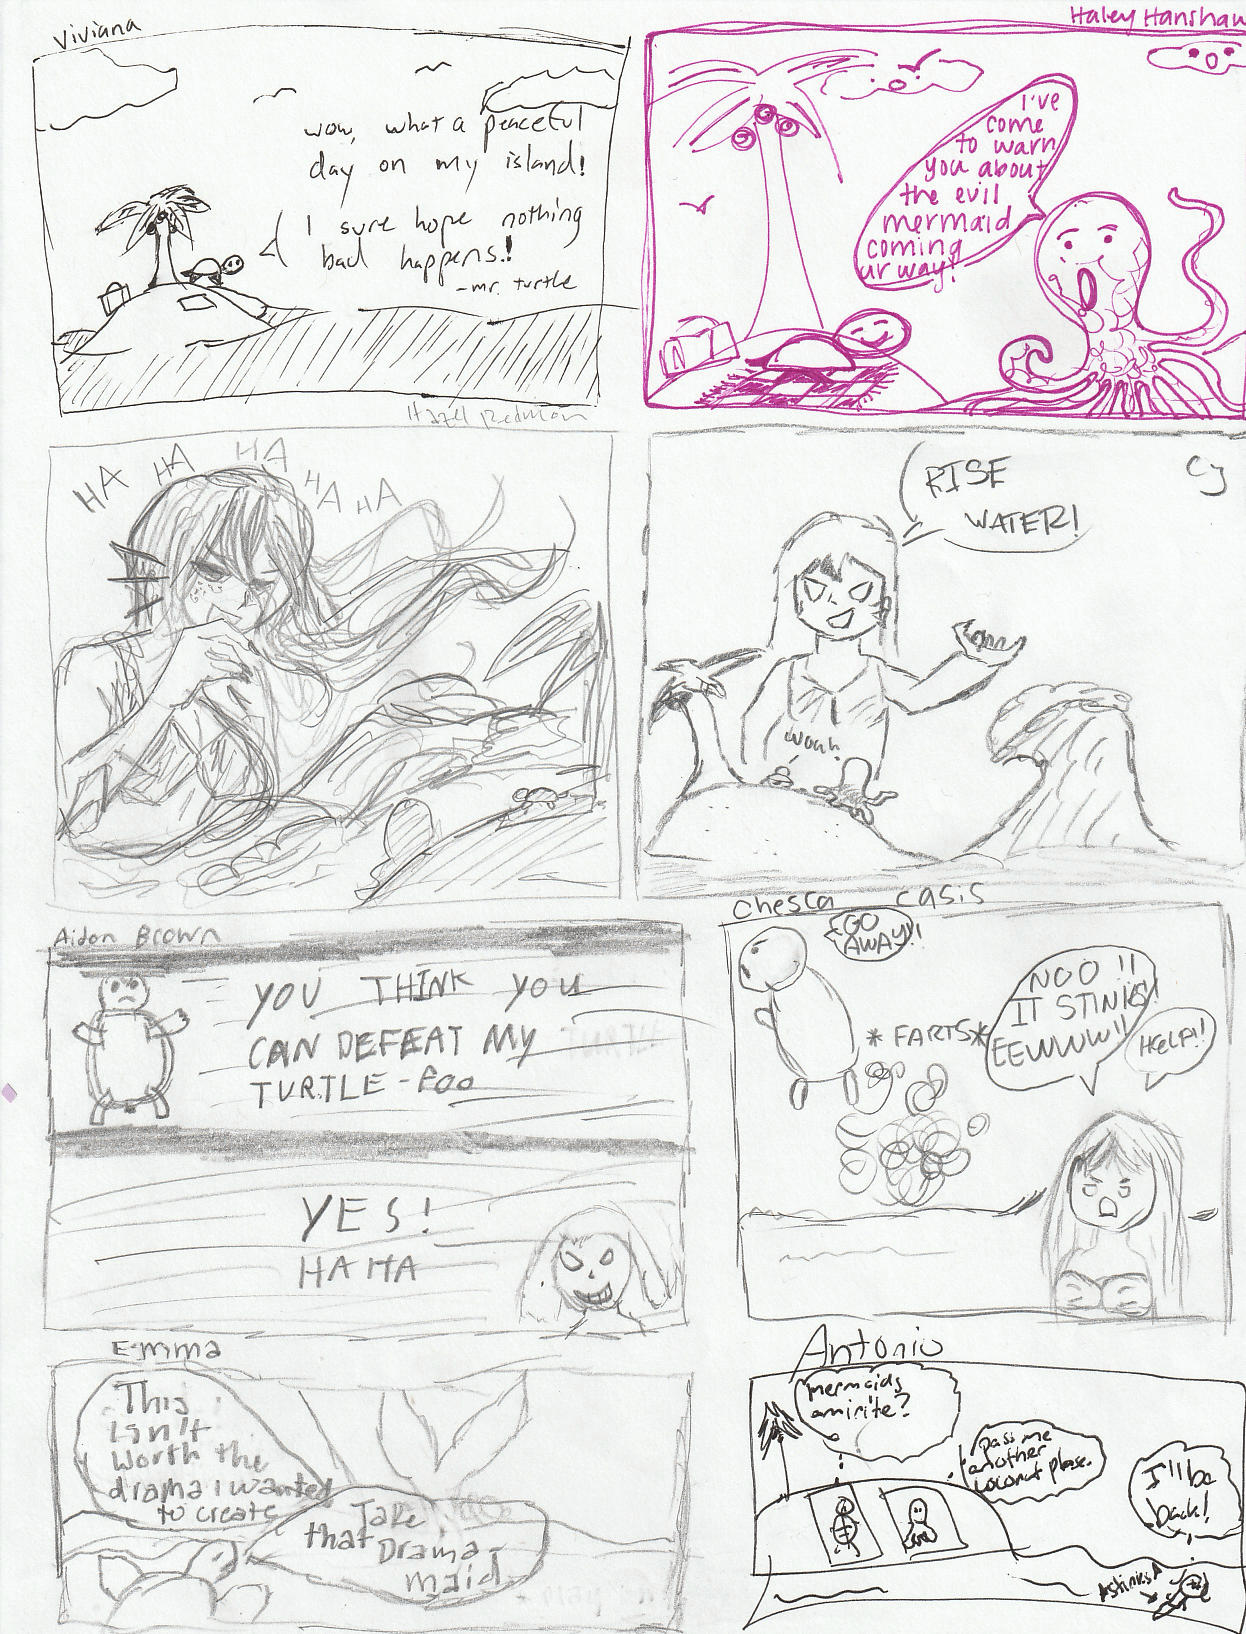 Viviana
wow, what a peaceful
day on my island!
I sure hope nothing
bad happens!
-mr. turtle
Haley Hanshaw
I've
come
to warn
you about
the evil
mermaid
coming
ur way!
Hazel Redmon
HA HA HA HA HA
Cy
RISE
WATER!
woah
Aidan Brown
YOU THINK YOU
CAN DEFEAT MY
TURTLE-FOO
YES!
HA HA
Chesca Casis
GO
AWAY!!
* FARTS *
NOO!!
IT STINKS!
EEWWW!!
HELP!!
Emma
This
isn't
worth the
drama i wanted
to create
Take
that Drama-
maid
Antonio
mermaids
amirite?
pass me
another
coconut please.
I'll be
back!